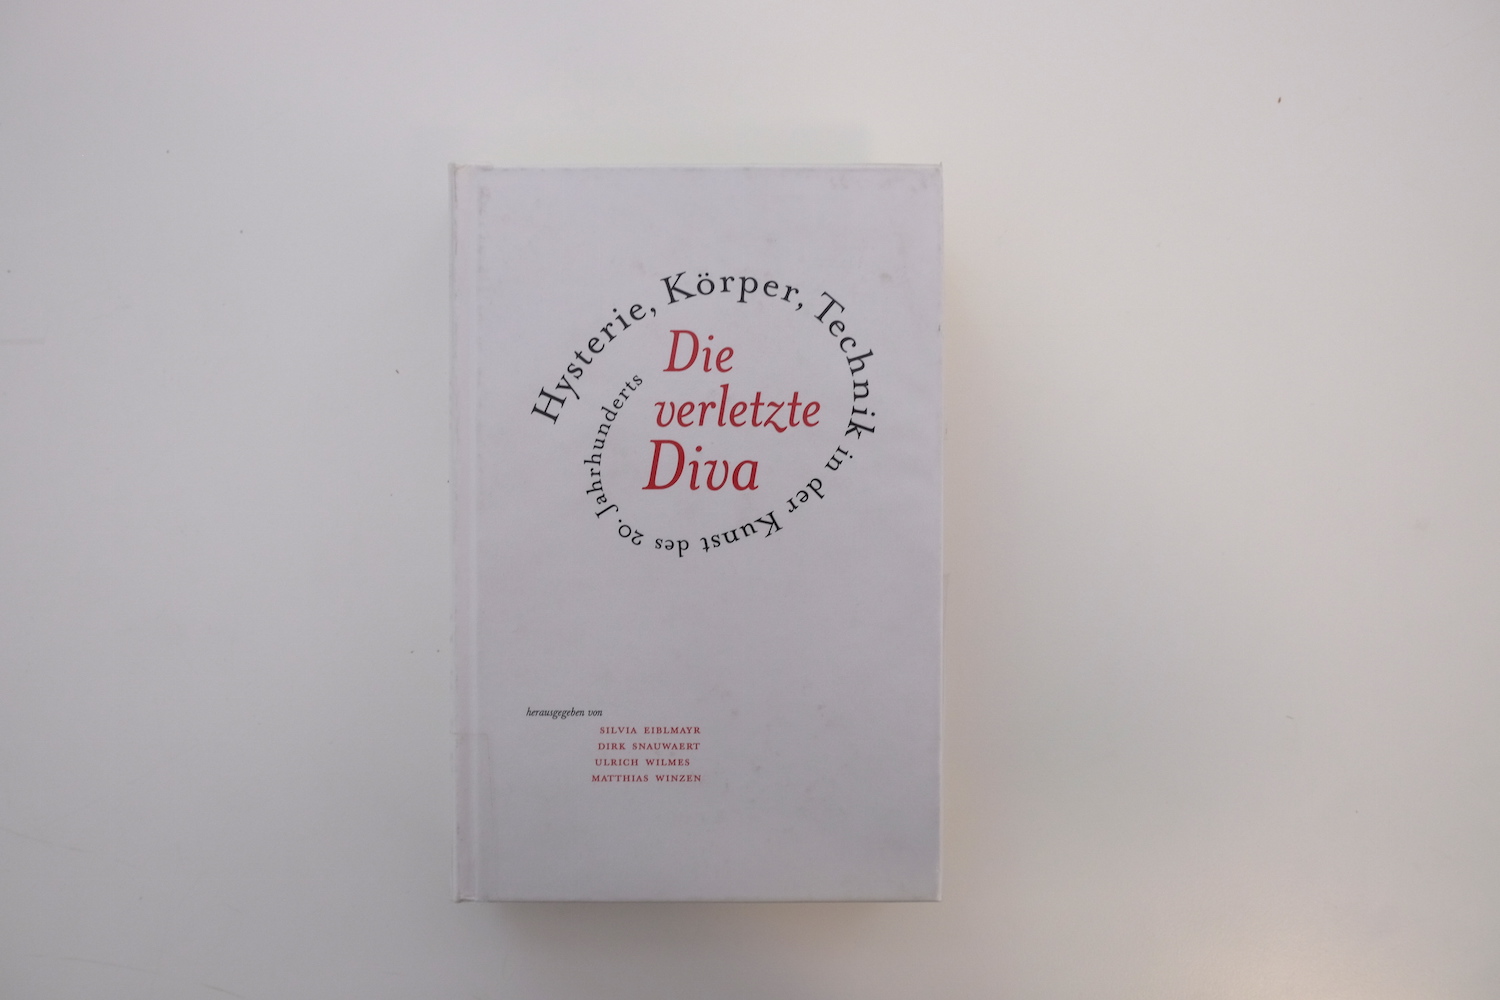 Hysterie, Körper, Technik in der Kunst des 20. Jahrhunderts
Die
verletzte
Diva
herausgegeben von
SILVIA EIBLMAYR
DIRK SNAUWAERT
ULRICH WILMES
MATTHIAS WINZEN